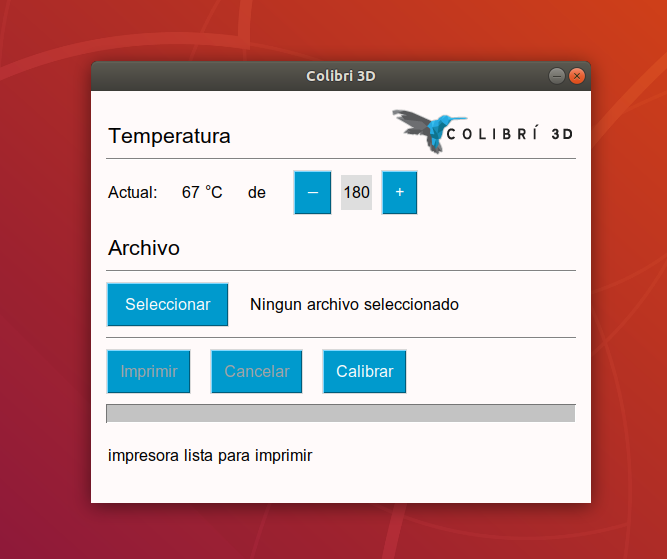 Colibri 3D
Temperatura
COLIBRÍ 3D
Actual: 67 °C de – 180 +
Archivo
Seleccionar Ningun archivo seleccionado
Imprimir Cancelar Calibrar
impresora lista para imprimir